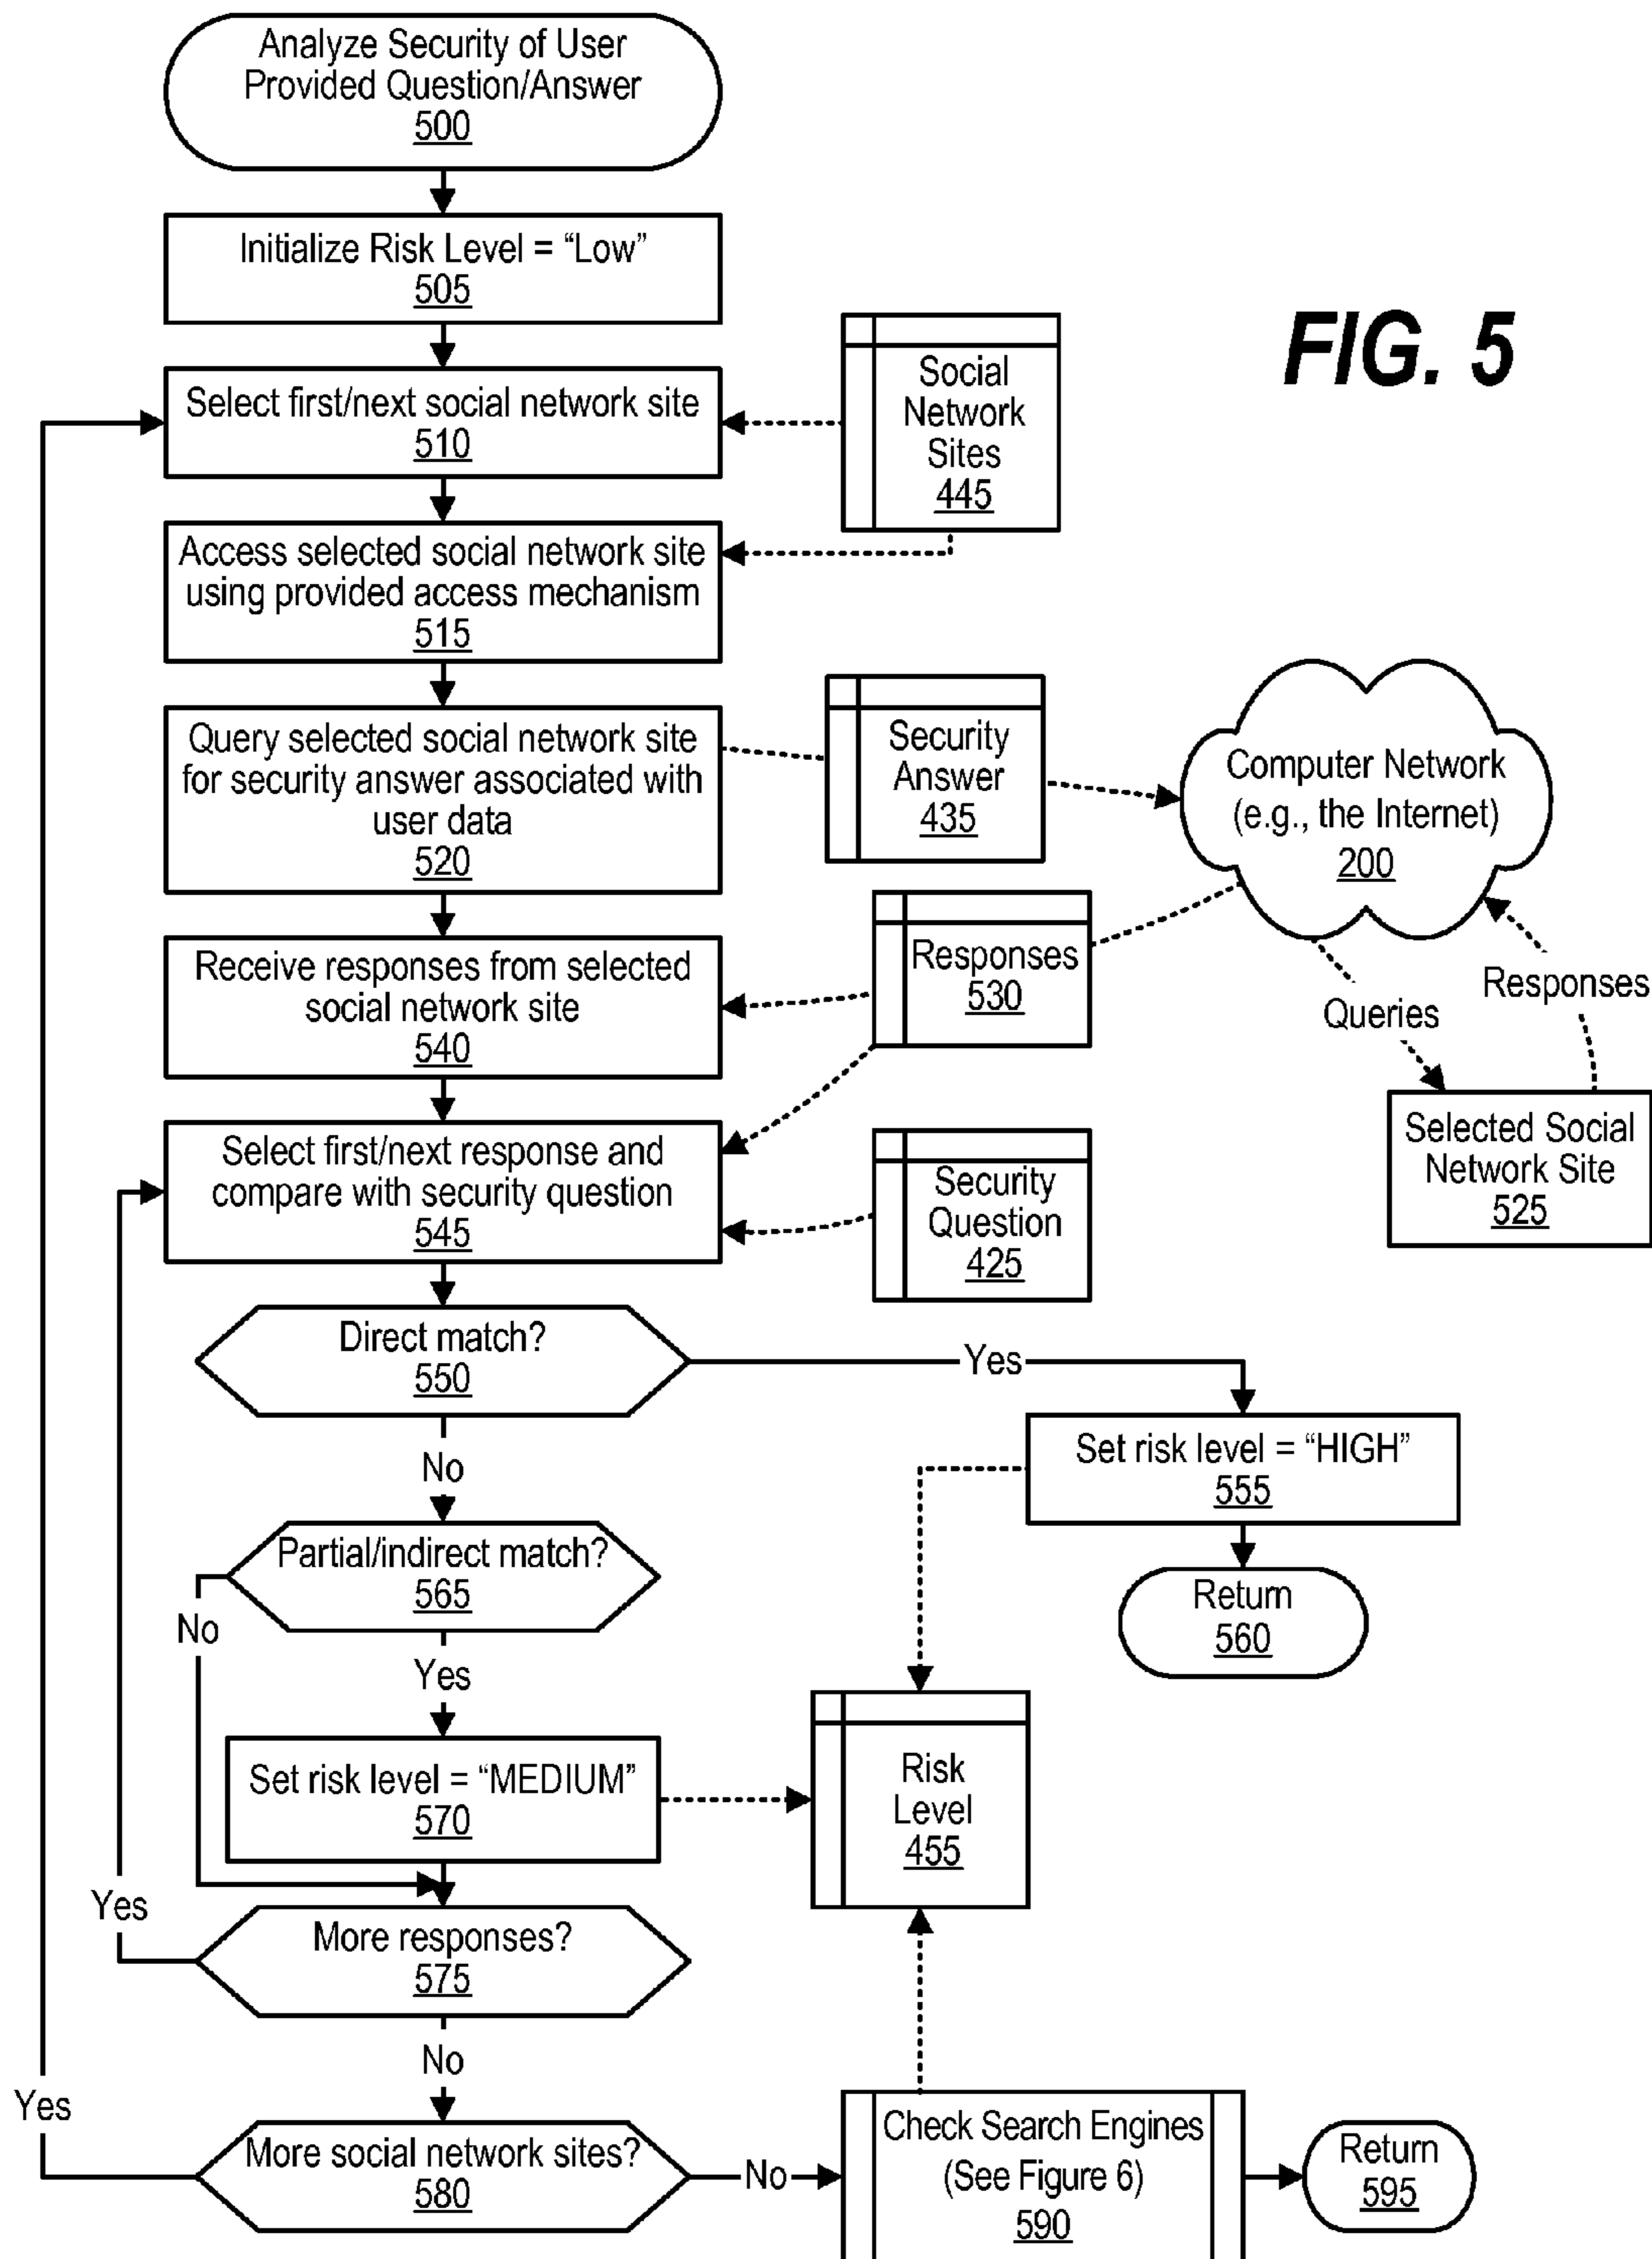 Analyze Security of User
Provided Question/Answer
500
Initialize Risk Level = “Low”
505
FIG. 5
Select first/next social network site
510
Social
Network
Sites
445
Access selected social network site
using provided access mechanism
515
Query selected social network site
for security answer associated with
user data
520
Security
Answer
435
Computer Network
(e.g., the Internet)
200
Receive responses from selected
social network site
540
Responses
530
Queries
Responses
Selected Social
Network Site
525
Select first/next response and
compare with security question
545
Security
Question
425
Direct match?
550
Yes
Set risk level = “HIGH”
555
Return
560
No
Partial/indirect match?
565
No
Yes
Set risk level = “MEDIUM”
570
Risk
Level
455
Yes
More responses?
575
No
Yes
More social network sites?
580
No
Check Search Engines
(See Figure 6)
590
Return
595